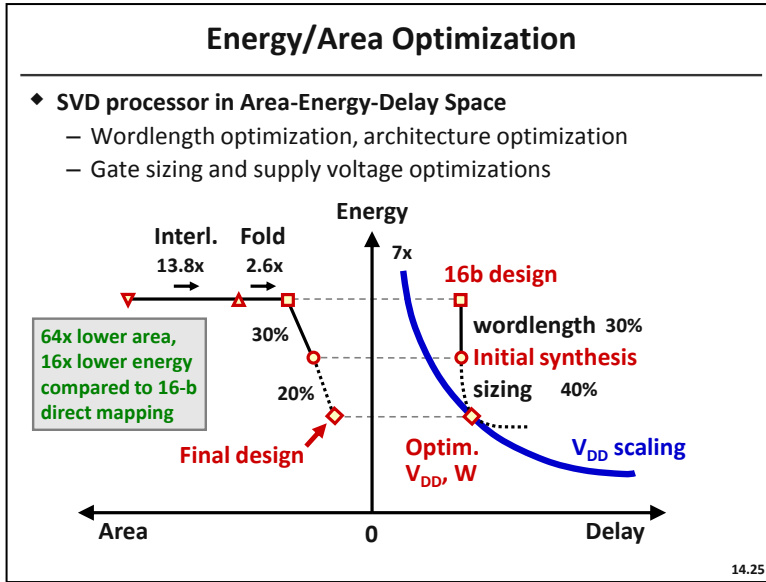 Energy/Area Optimization
◆ SVD processor in Area-Energy-Delay Space
– Wordlength optimization, architecture optimization
– Gate sizing and supply voltage optimizations
Energy
Interl.
Fold
13.8x
2.6x
7x
16b design
64x lower area,
16x lower energy
compared to 16-b
direct mapping
30%
wordlength 30%
Initial synthesis
20%
sizing 40%
Final design
Optim.
V_DD, W
V_DD scaling
Area
0
Delay
14.25